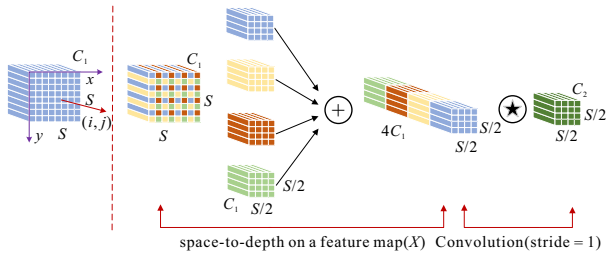 C₁
x
S
(i, j)
S
y
C₁
S
S
C₁
S/2
S/2
4C₁
S/2
S/2
C₂
S/2
S/2
space-to-depth on a feature map(X)
Convolution(stride = 1)